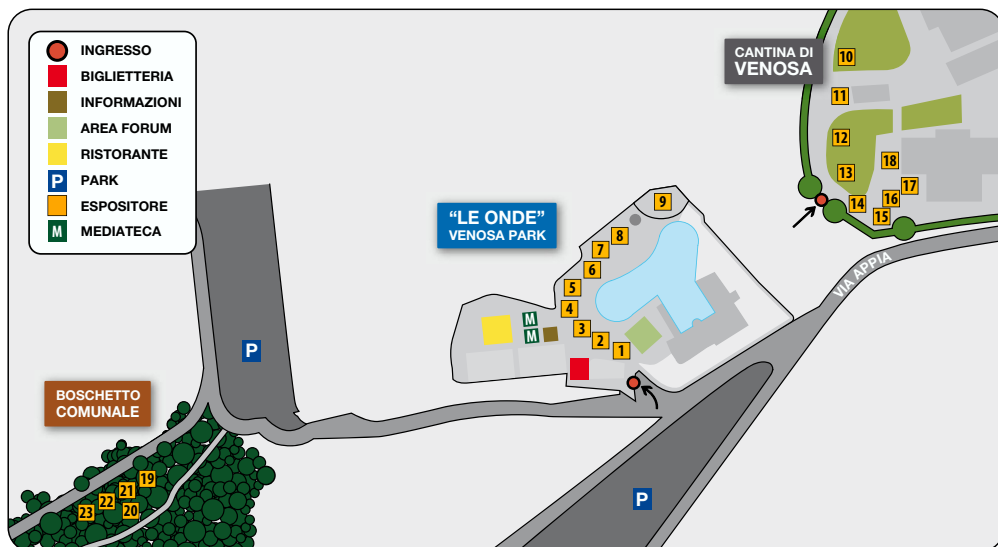 INGRESSO
BIGLIETTERIA
INFORMAZIONI
AREA FORUM
RISTORANTE
P PARK
ESPOSITORE
M MEDIATECA
CANTINA DI
VENOSA
10
11
12
13
14
15
16
17
18
"LE ONDE"
VENOSA PARK
9
8
7
6
5
4
3
2
1
M
M
VIA APPIA
P
P
BOSCHETTO
COMUNALE
19
21
22
20
23